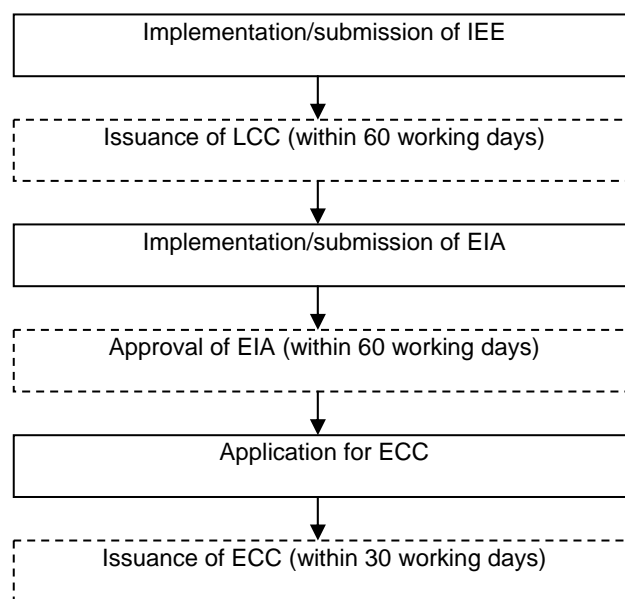 Implementation/submission of IEE
Issuance of LCC (within 60 working days)
Implementation/submission of EIA
Approval of EIA (within 60 working days)
Application for ECC
Issuance of ECC (within 30 working days)